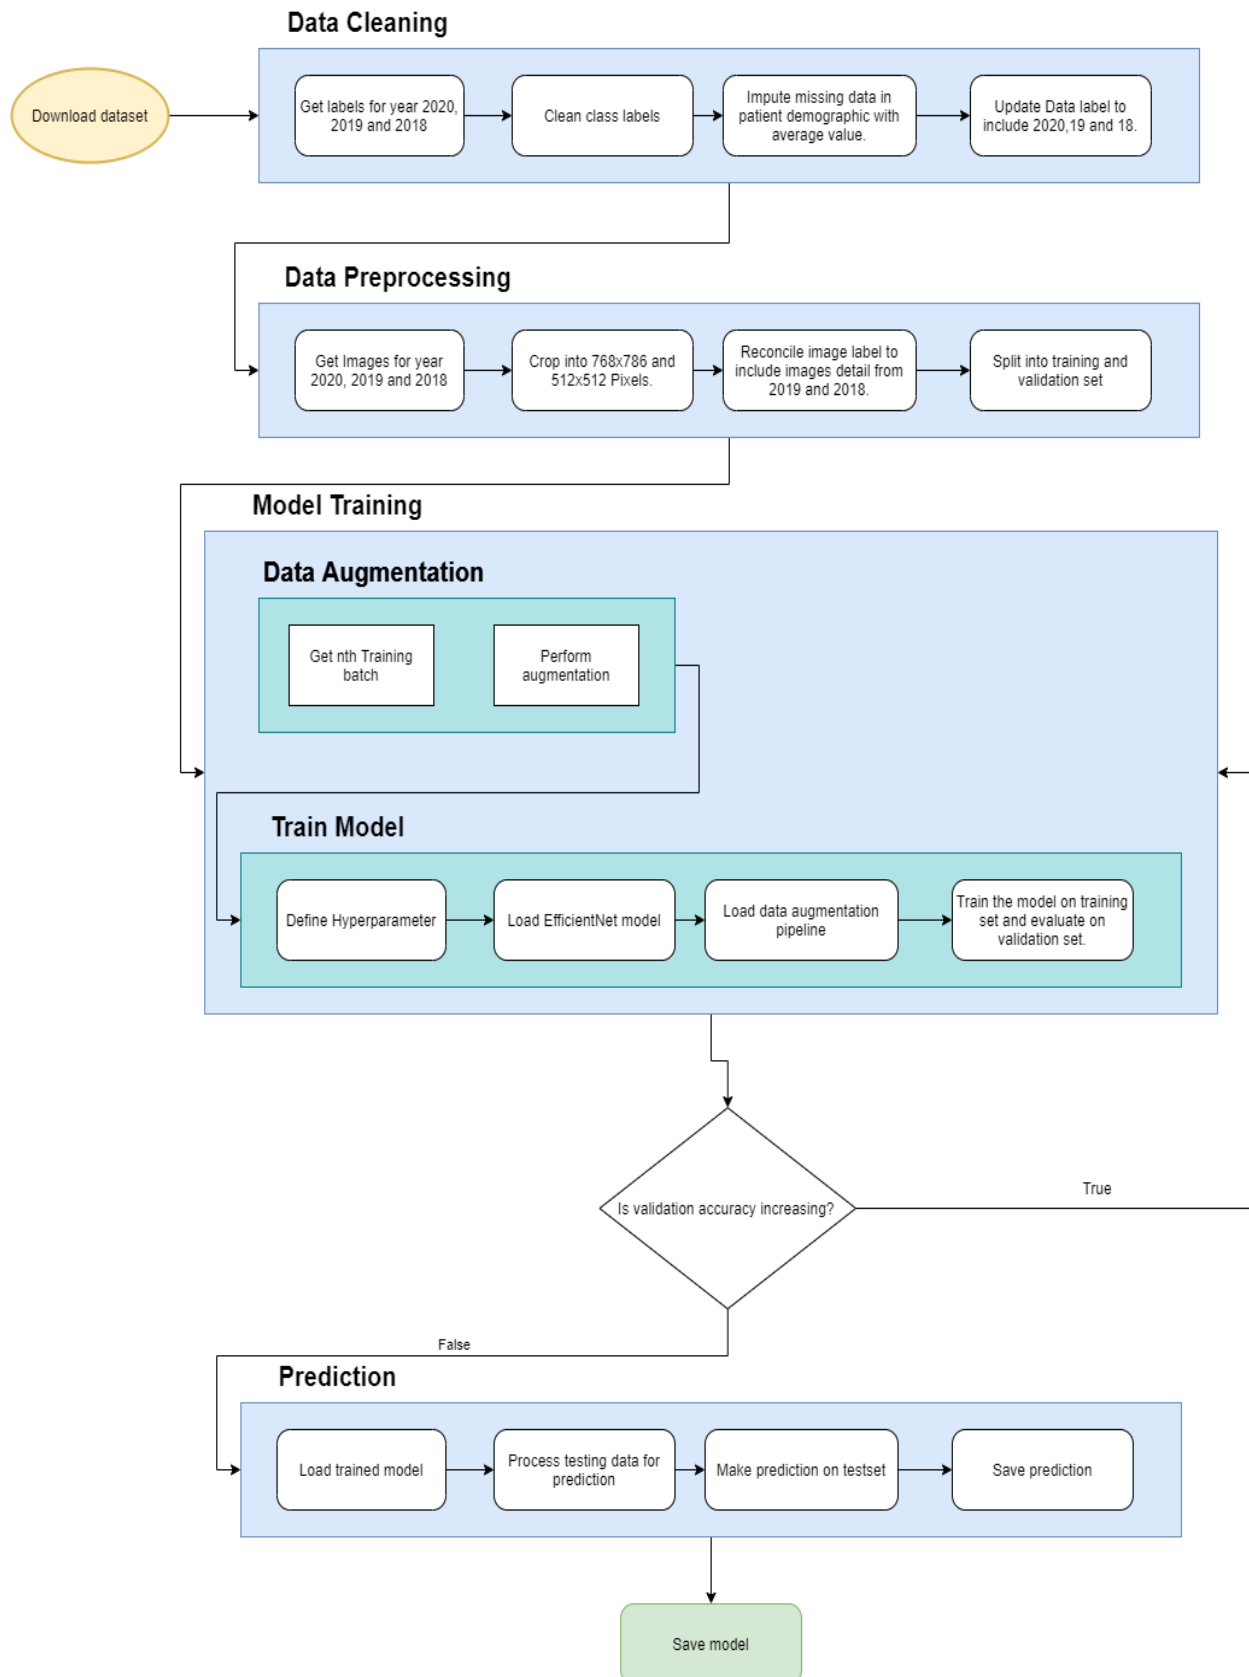 Data Cleaning
Download dataset
Get labels for year 2020,
2019 and 2018
Clean class labels
Impute missing data in
patient demographic with
average value.
Update Data label to
include 2020,19 and 18.
Data Preprocessing
Get Images for year
2020, 2019 and 2018
Crop into 768x786 and
512x512 Pixels.
Reconcile image label to
include images detail from
2019 and 2018.
Split into training and
validation set
Model Training
Data Augmentation
Get nth Training
batch
Perform
augmentation
Train Model
Define Hyperparameter
Load EfficientNet model
Load data augmentation
pipeline
Train the model on training
set and evaluate on
validation set.
Is validation accuracy increasing?
True
False
Prediction
Load trained model
Process testing data for
prediction
Make prediction on testset
Save prediction
Save model